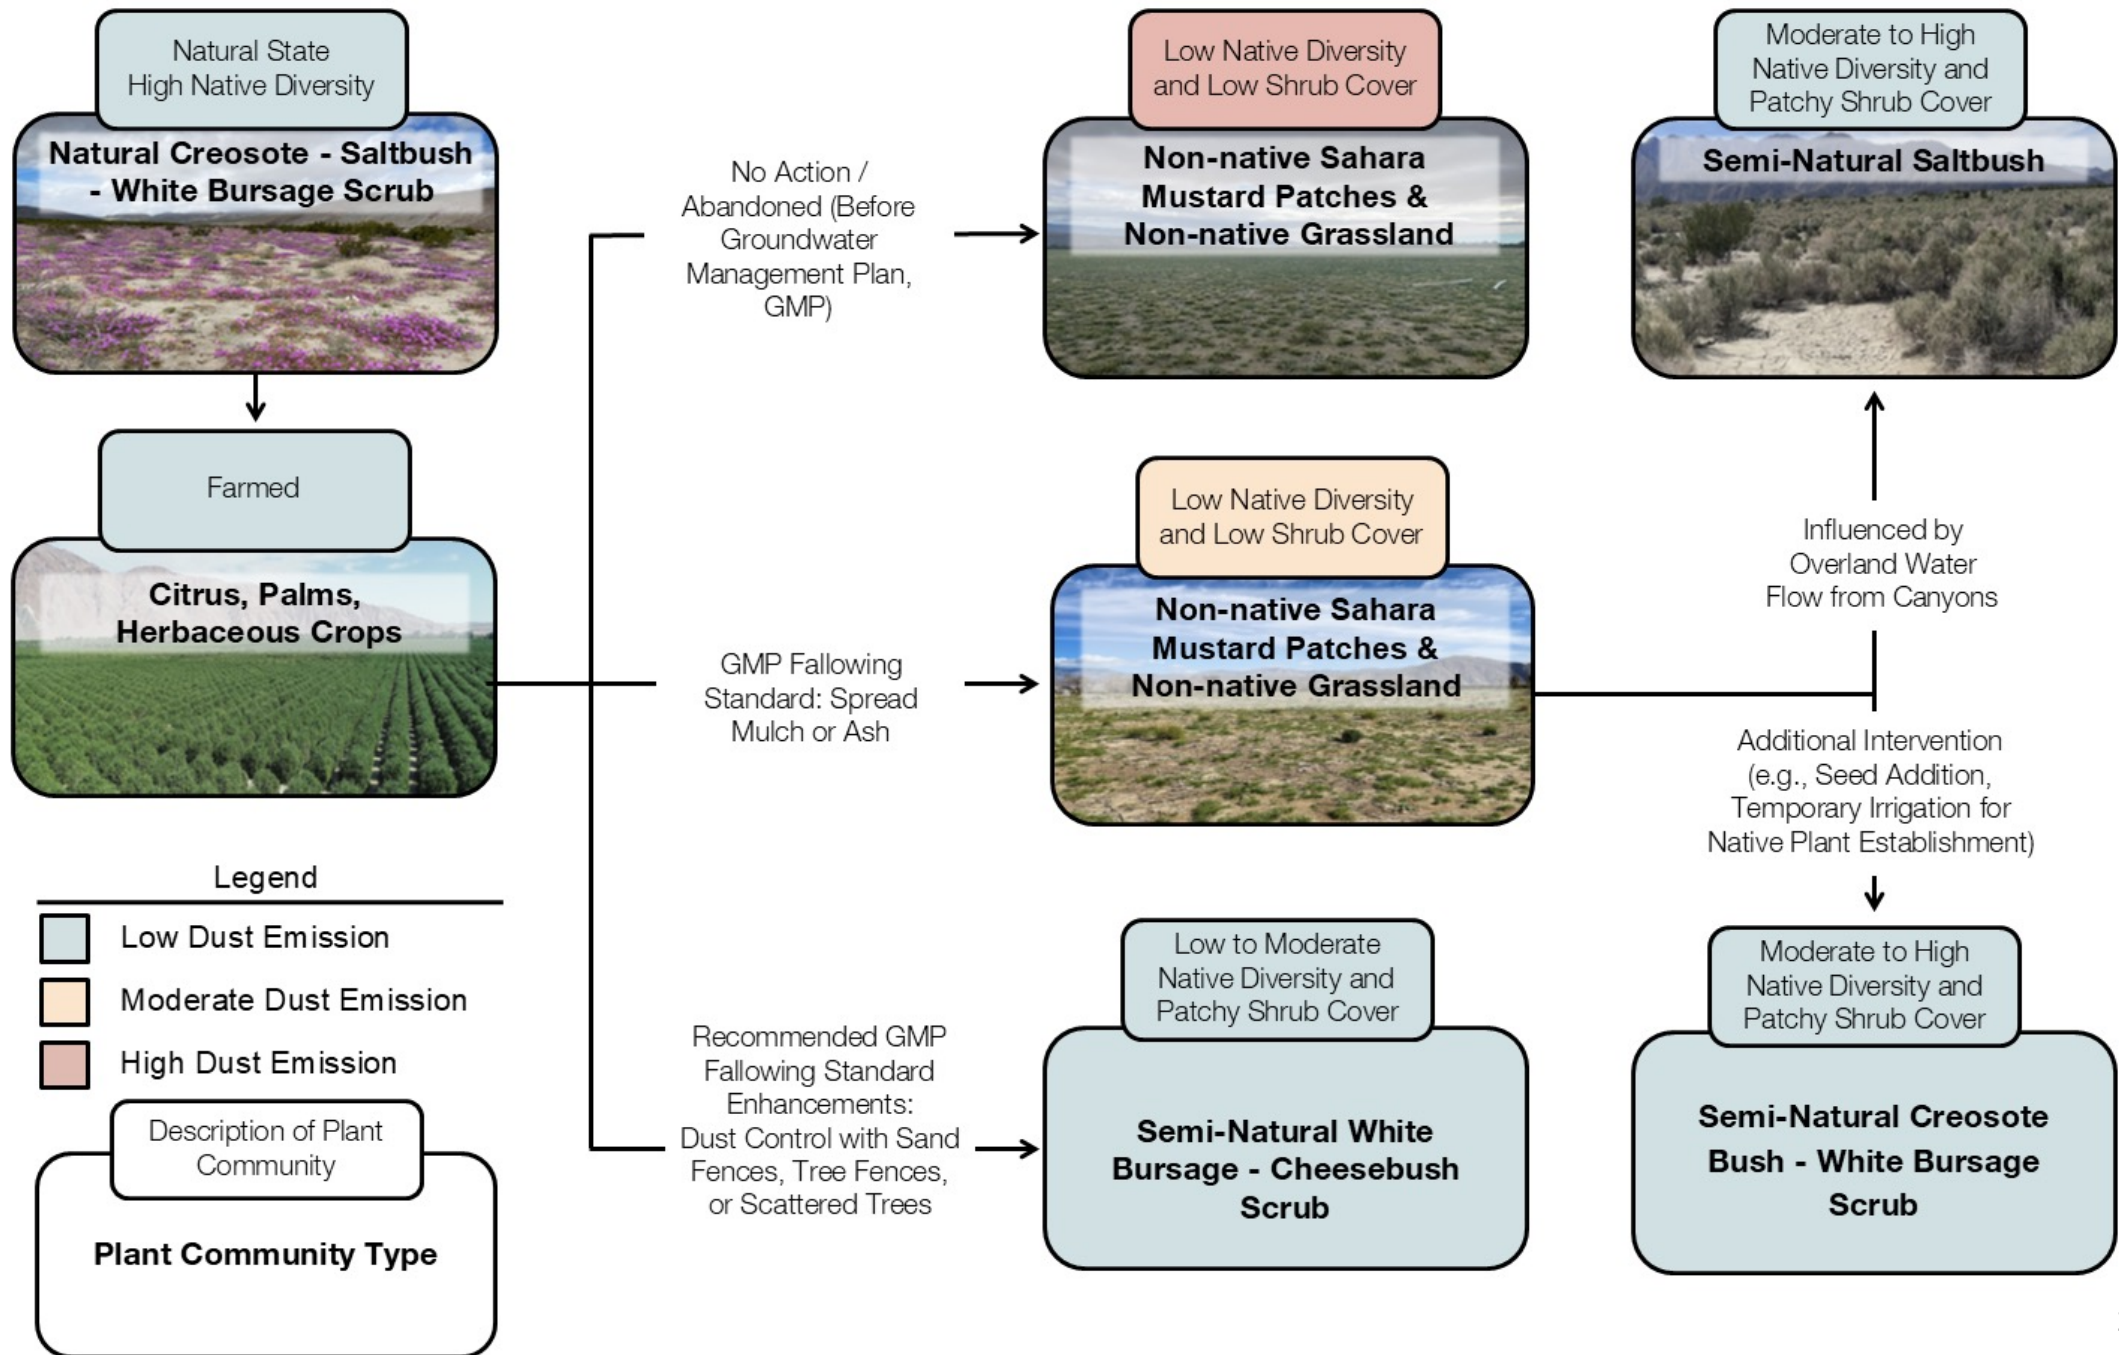 Natural State
High Native Diversity
Natural Creosote - Saltbush
- White Bursage Scrub
Farmed
Citrus, Palms,
Herbaceous Crops
No Action /
Abandoned (Before
Groundwater
Management Plan,
GMP)
Low Native Diversity
and Low Shrub Cover
Non-native Sahara
Mustard Patches &
Non-native Grassland
GMP Fallowing
Standard: Spread
Mulch or Ash
Low Native Diversity
and Low Shrub Cover
Non-native Sahara
Mustard Patches &
Non-native Grassland
Recommended GMP
Fallowing Standard
Enhancements:
Dust Control with Sand
Fences, Tree Fences,
or Scattered Trees
Low to Moderate
Native Diversity and
Patchy Shrub Cover
Semi-Natural White
Bursage - Cheesebush
Scrub
Moderate to High
Native Diversity and
Patchy Shrub Cover
Semi-Natural Saltbush
Influenced by
Overland Water
Flow from Canyons
Additional Intervention
(e.g., Seed Addition,
Temporary Irrigation for
Native Plant Establishment)
Moderate to High
Native Diversity and
Patchy Shrub Cover
Semi-Natural Creosote
Bush - White Bursage
Scrub
Legend
Low Dust Emission
Moderate Dust Emission
High Dust Emission
Description of Plant
Community
Plant Community Type